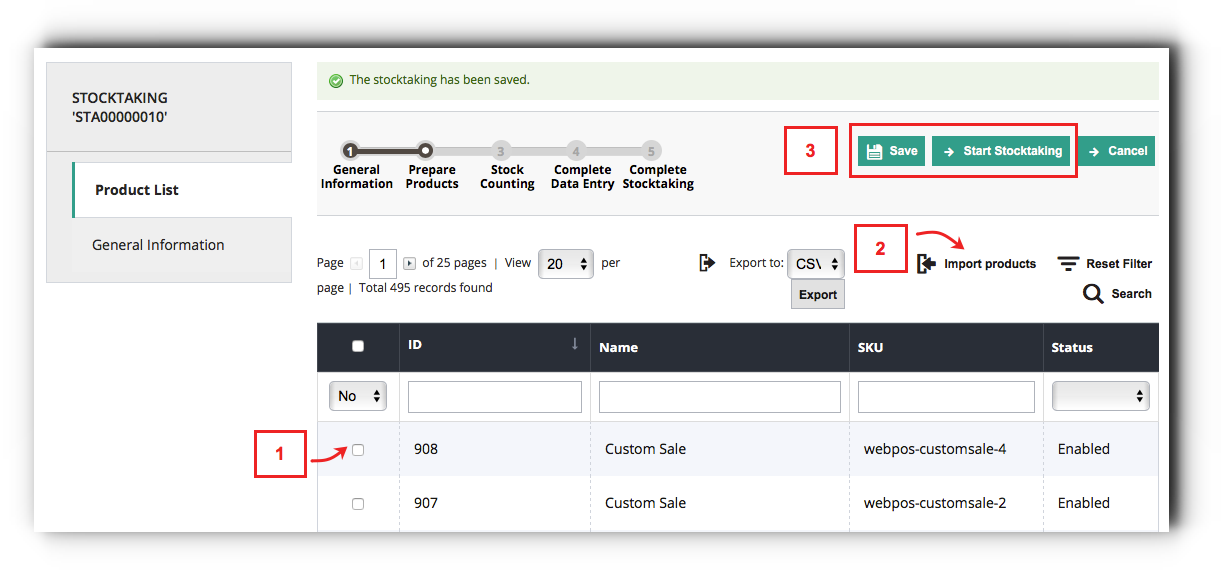 The stocktaking has been saved.
STOCKTAKING
'STA00000010'
Product List
General Information
1 3 4 5
General Information
Prepare Products
Stock Counting
Complete Data Entry
Complete Stocktaking
3
Save
Start Stocktaking
Cancel
Page 1 of 25 pages | View 20 per
page | Total 495 records found
Export to: CSV
Export
2
Import products
Reset Filter
Search
ID Name SKU Status
No
1
908 Custom Sale webpos-customsale-4 Enabled
907 Custom Sale webpos-customsale-2 Enabled